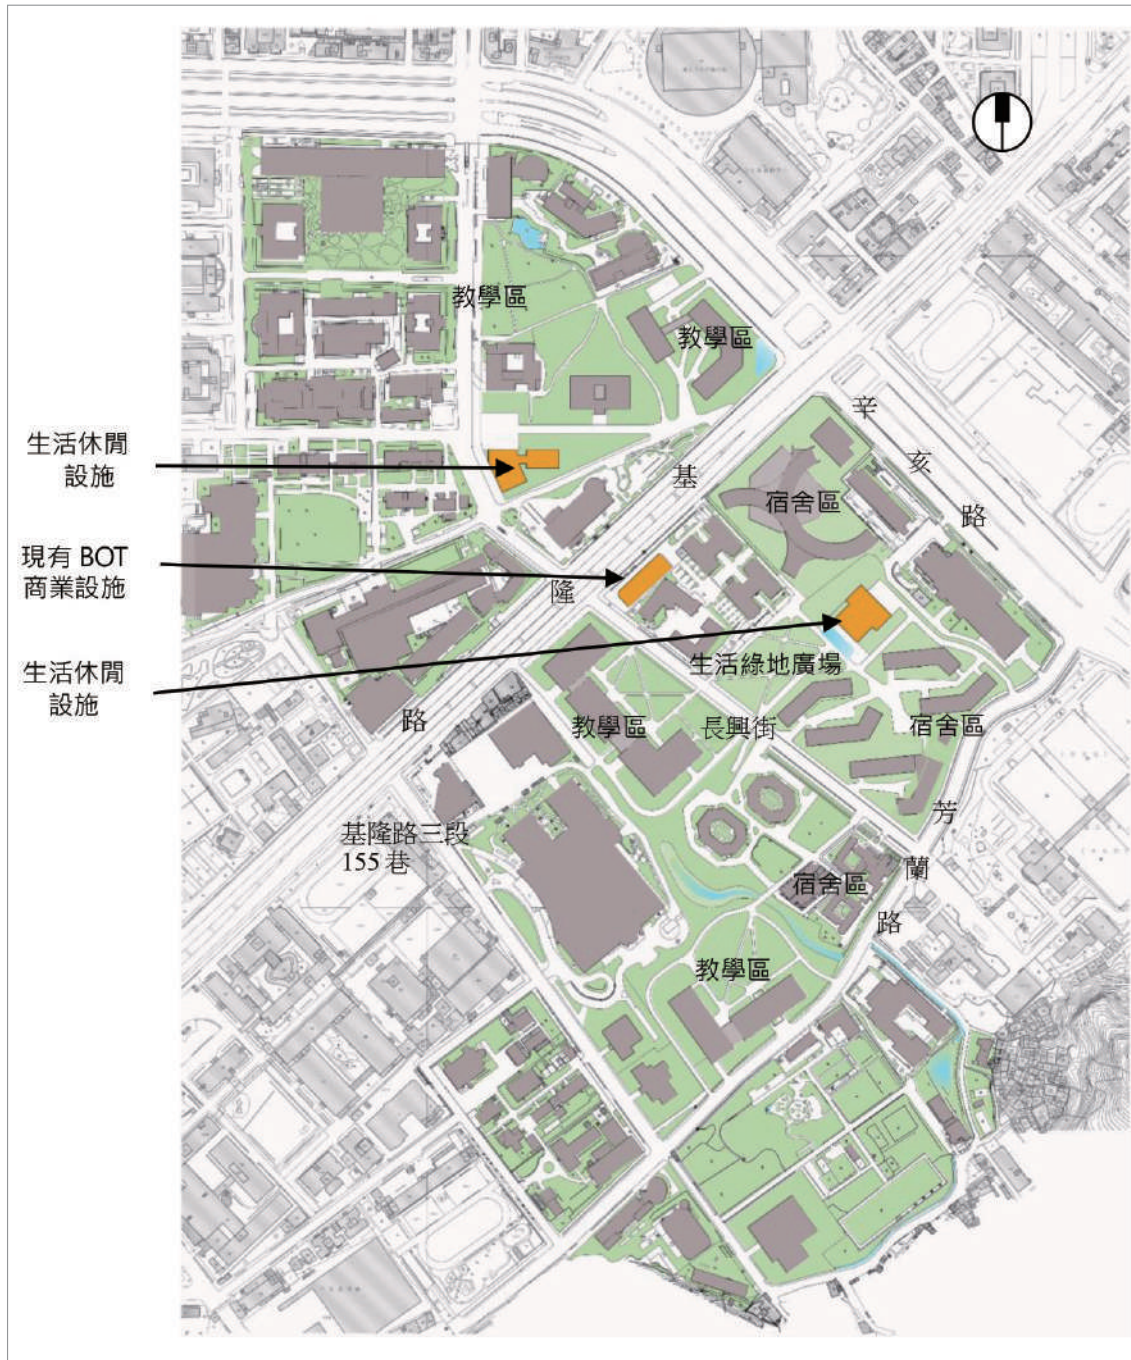 教學區
教學區
生活休閒
設施
現有 BOT
商業設施
生活休閒
設施
基
隆
路
辛
亥
路
宿舍區
生活綠地廣場
教學區
長興街
宿舍區
基隆路三段
155 巷
宿舍區
芳
蘭
路
教學區